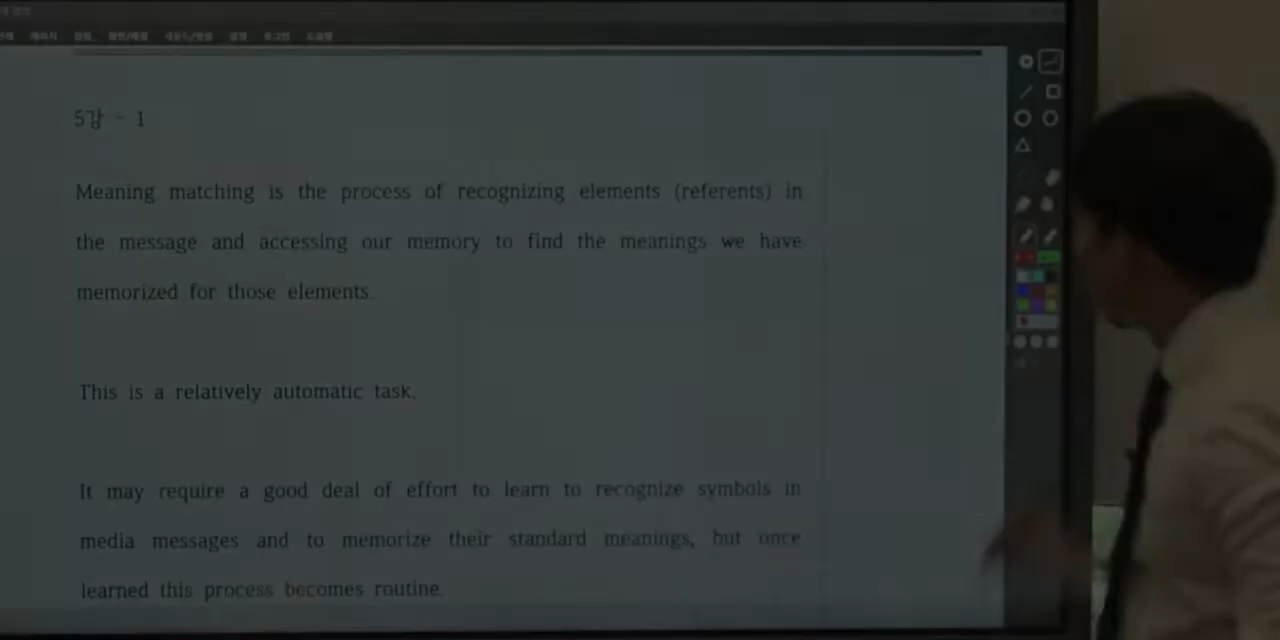 5강 - 1
Meaning matching is the process of recognizing elements (referents) in
the message and accessing our memory to find the meanings we have
memorized for those elements.
This is a relatively automatic task.
It may require a good deal of effort to learn to recognize symbols in
media messages and to memorize their standard meanings, but once
learned this process becomes routine.